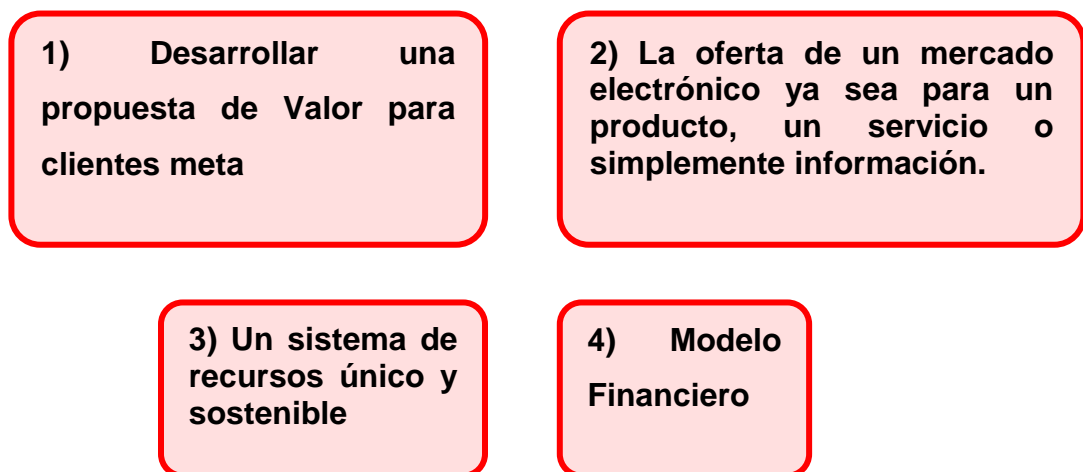 1) Desarrollar una
propuesta de Valor para
clientes meta
2) La oferta de un mercado
electrónico ya sea para un
producto, un servicio o
simplemente información.
3) Un sistema de
recursos único y
sostenible
4) Modelo
Financiero